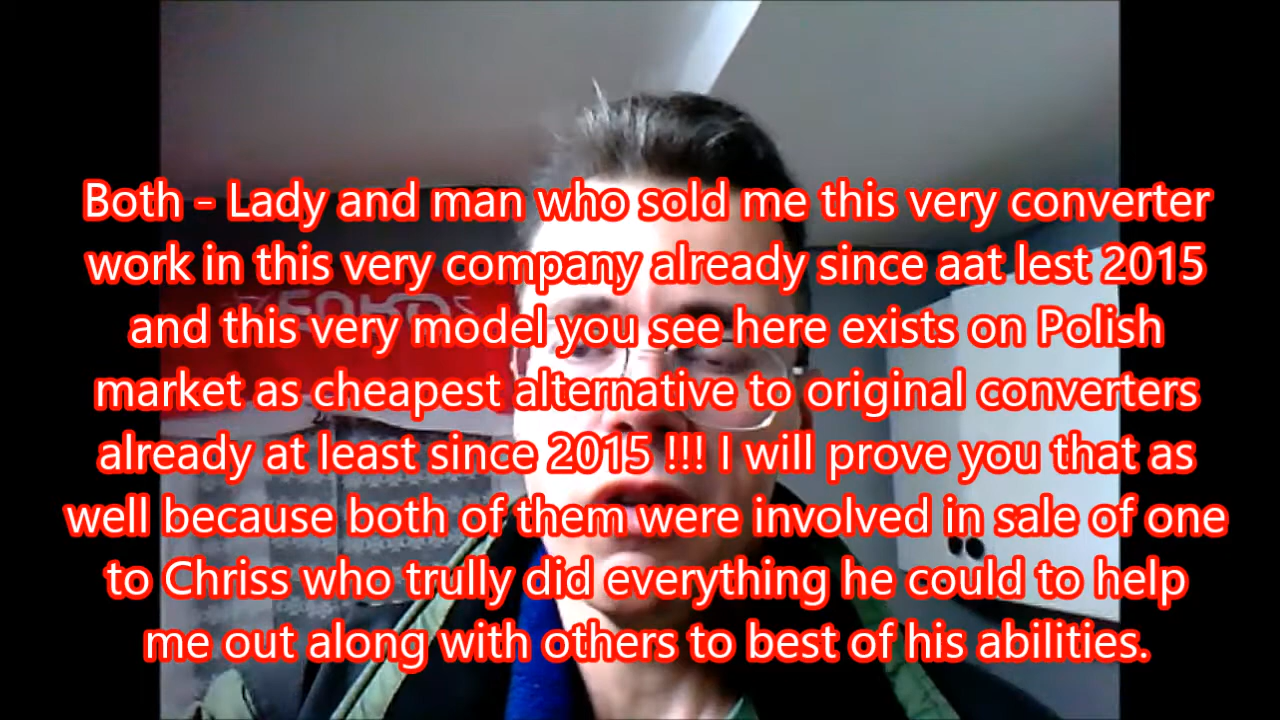 Both - Lady and man who sold me this very converter
work in this very company already since aat lest 2015
and this very model you see here exists on Polish
market as cheapest alternative to original converters
already at least since 2015 !!! I will prove you that as
well because both of them were involved in sale of one
to Chriss who trully did everything he could to help
me out along with others to best of his abilities.